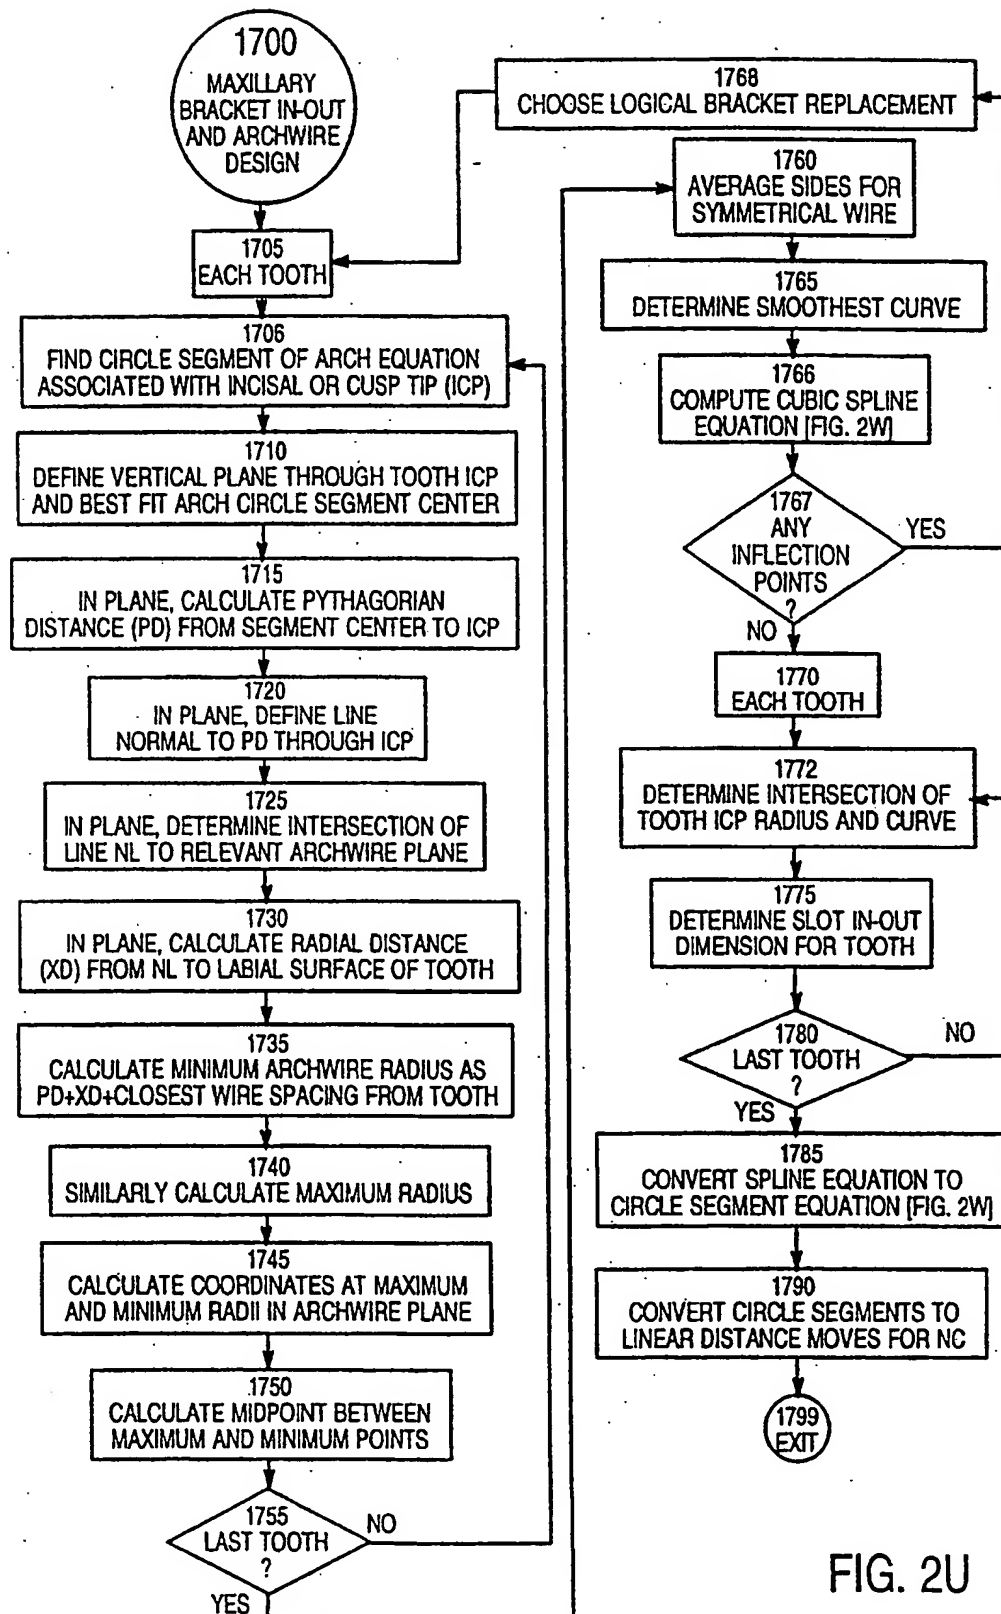 1700
MAXILLARY
BRACKET IN-OUT
AND ARCHWIRE
DESIGN
1705
EACH TOOTH
1706
FIND CIRCLE SEGMENT OF ARCH EQUATION
ASSOCIATED WITH INCISAL OR CUSP TIP (ICP)
1710
DEFINE VERTICAL PLANE THROUGH TOOTH ICP
AND BEST FIT ARCH CIRCLE SEGMENT CENTER
1715
IN PLANE, CALCULATE PYTHAGORIAN
DISTANCE (PD) FROM SEGMENT CENTER TO ICP
1720
IN PLANE, DEFINE LINE
NORMAL TO PD THROUGH ICP
1725
IN PLANE, DETERMINE INTERSECTION OF
LINE NL TO RELEVANT ARCHWIRE PLANE
1730
IN PLANE, CALCULATE RADIAL DISTANCE
(XD) FROM NL TO LABIAL SURFACE OF TOOTH
1735
CALCULATE MINIMUM ARCHWIRE RADIUS AS
PD+XD+CLOSEST WIRE SPACING FROM TOOTH
1740
SIMILARLY CALCULATE MAXIMUM RADIUS
1745
CALCULATE COORDINATES AT MAXIMUM
AND MINIMUM RADII IN ARCHWIRE PLANE
1750
CALCULATE MIDPOINT BETWEEN
MAXIMUM AND MINIMUM POINTS
1755
LAST TOOTH
?
NO
YES
1768
CHOOSE LOGICAL BRACKET REPLACEMENT
1760
AVERAGE SIDES FOR
SYMMETRICAL WIRE
1765
DETERMINE SMOOTHEST CURVE
1766
COMPUTE CUBIC SPLINE
EQUATION [FIG. 2W]
1767
ANY
INFLECTION
POINTS
?
YES
NO
1770
EACH TOOTH
1772
DETERMINE INTERSECTION OF
TOOTH ICP RADIUS AND CURVE
1775
DETERMINE SLOT IN-OUT
DIMENSION FOR TOOTH
1780
LAST TOOTH
?
NO
YES
1785
CONVERT SPLINE EQUATION TO
CIRCLE SEGMENT EQUATION [FIG. 2W]
1790
CONVERT CIRCLE SEGMENTS TO
LINEAR DISTANCE MOVES FOR NC
1799
EXIT
FIG. 2U